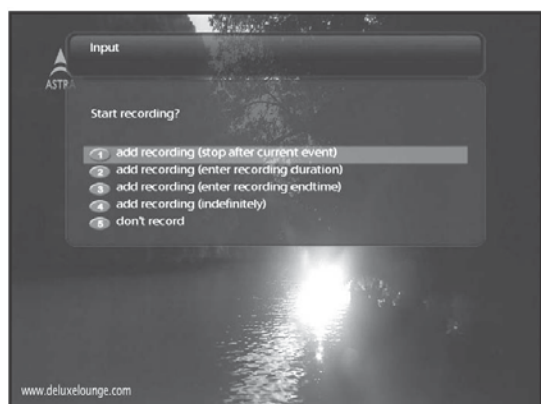 Input
ASTRA
Start recording?
1 add recording (stop after current event)
2 add recording (enter recording duration)
3 add recording (enter recording endtime)
4 add recording (indefinitely)
5 don't record
www.deluxelounge.com